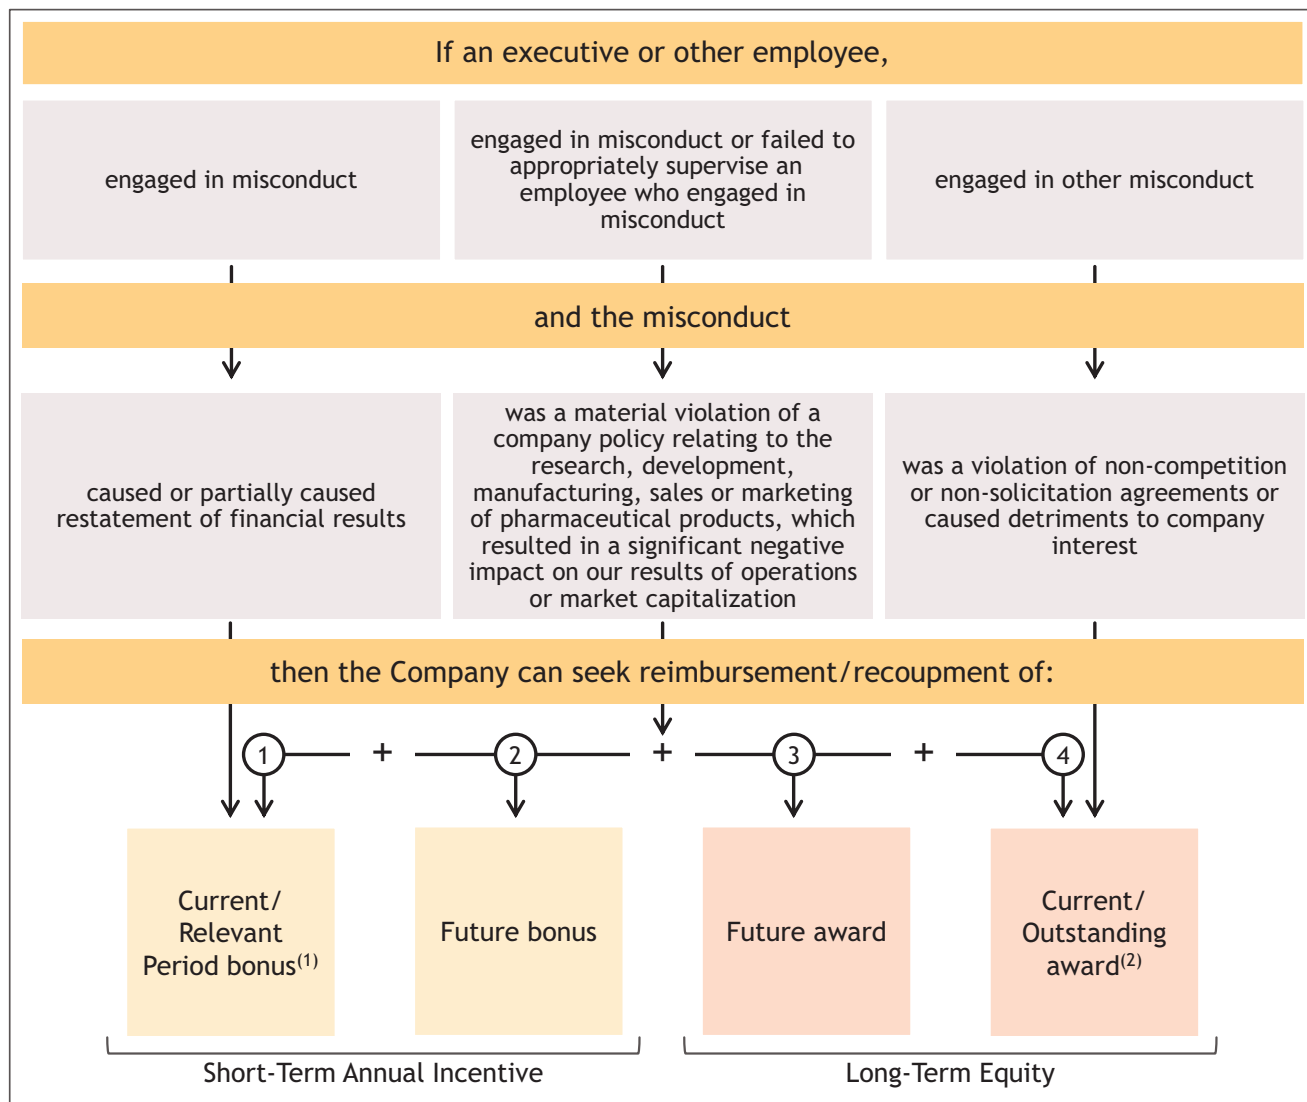 If an executive or other employee,
engaged in misconduct
engaged in misconduct or failed to
appropriately supervise an
employee who engaged in
misconduct
engaged in other misconduct
and the misconduct
caused or partially caused
restatement of financial results
was a material violation of a
company policy relating to the
research, development,
manufacturing, sales or marketing
of pharmaceutical products, which
resulted in a significant negative
impact on our results of operations
or market capitalization
was a violation of non-competition
or non-solicitation agreements or
caused detriments to company
interest
then the Company can seek reimbursement/recoupment of:
1 + 2 + 3 + 4
Current/
Relevant
Period bonus(1)
Future bonus
Future award
Current/
Outstanding
award(2)
Short-Term Annual Incentive
Long-Term Equity